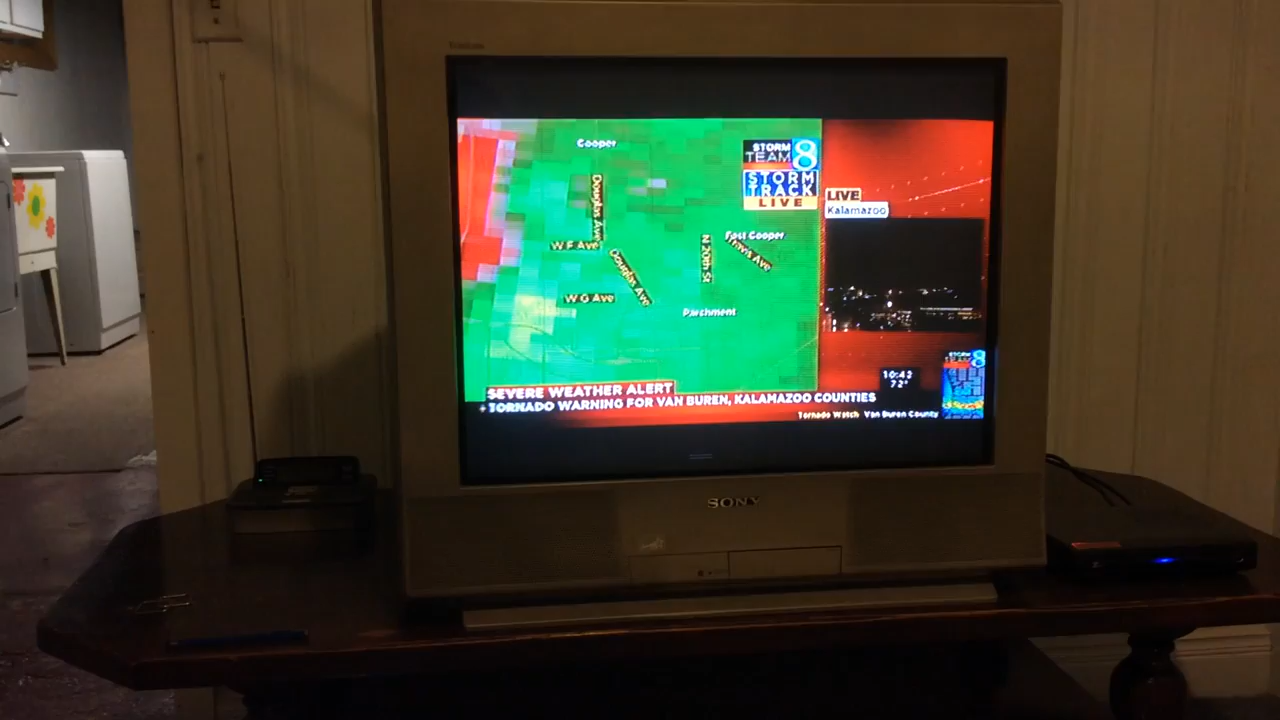 Cooper
STORM
TEAM 8
STORM
TRACK
LIVE
Douglas Ave
LIVE
Kalamazoo
W F Ave
N 20th St
East Cooper
Travis Ave
Douglas Ave
W G Ave
Parchment
10:42
72°
STORM
8
SEVERE WEATHER ALERT
TORNADO WARNING FOR VAN BUREN, KALAMAZOO COUNTIES
Tornado Watch Van Buren County
SONY